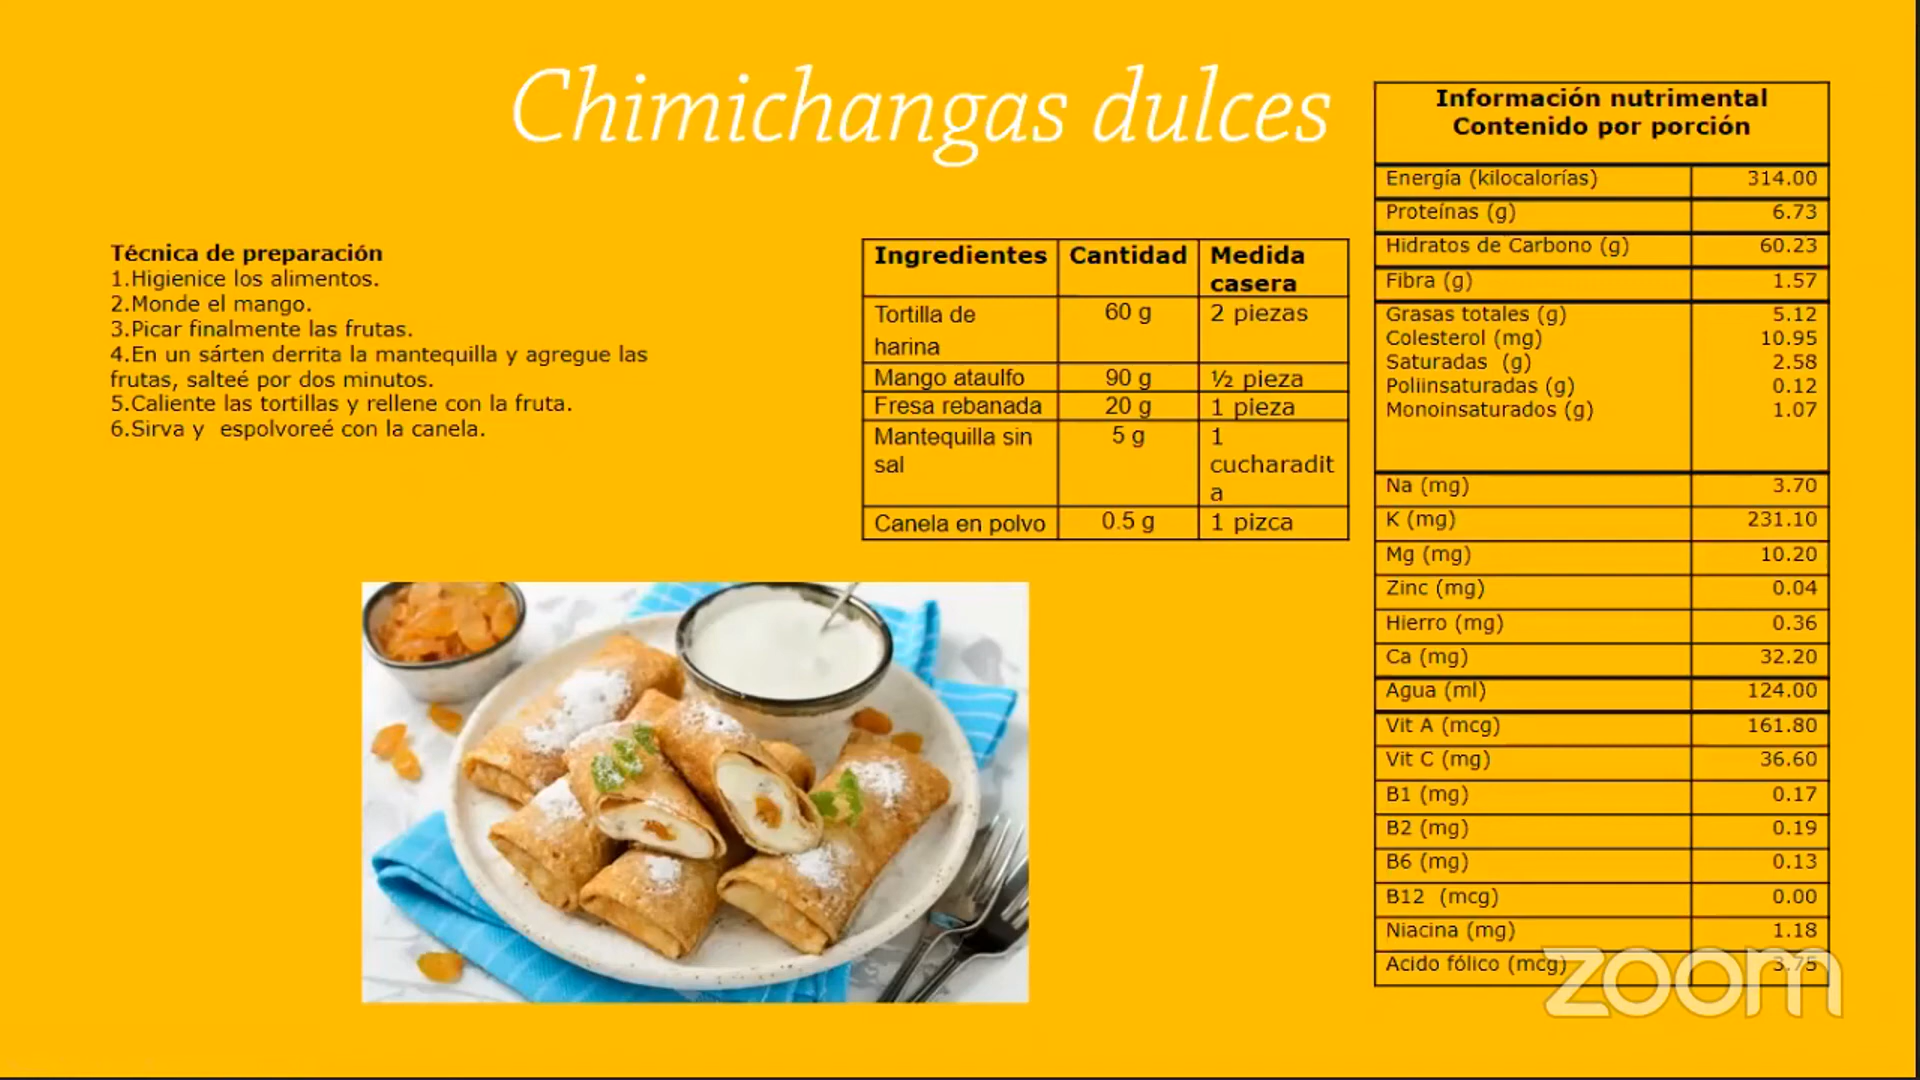 Chimichangas dulces
Técnica de preparación
1.Higienice los alimentos.
2.Monde el mango.
3.Picar finalmente las frutas.
4.En un sárten derrita la mantequilla y agregue las
frutas, salteé por dos minutos.
5.Caliente las tortillas y rellene con la fruta.
6.Sirva y  espolvoreé con la canela.
Ingredientes Cantidad Medida
casera
Tortilla de 60 g 2 piezas
harina
Mango ataulfo 90 g ½ pieza
Fresa rebanada 20 g 1 pieza
Mantequilla sin 5 g 1
sal cucharadit
a
Canela en polvo 0.5 g 1 pizca
Información nutrimental
Contenido por porción
Energía (kilocalorías) 314.00
Proteínas (g) 6.73
Hidratos de Carbono (g) 60.23
Fibra (g) 1.57
Grasas totales (g) 5.12
Colesterol (mg) 10.95
Saturadas  (g) 2.58
Poliinsaturadas (g) 0.12
Monoinsaturados (g) 1.07
Na (mg) 3.70
K (mg) 231.10
Mg (mg) 10.20
Zinc (mg) 0.04
Hierro (mg) 0.36
Ca (mg) 32.20
Agua (ml) 124.00
Vit A (mcg) 161.80
Vit C (mg) 36.60
B1 (mg) 0.17
B2 (mg) 0.19
B6 (mg) 0.13
B12  (mcg) 0.00
Niacina (mg) 1.18
Acido fólico (mcg) 3.75
zoom